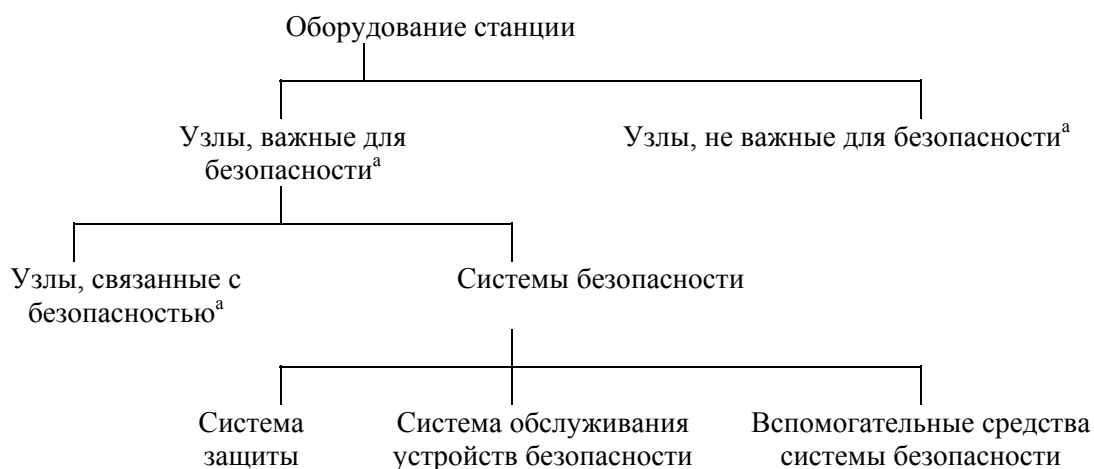 Оборудование станции
Узлы, важные для
безопасностиᵃ
Узлы, не важные для безопасностиᵃ
Узлы, связанные с
безопасностьюᵃ
Системы безопасности
Система
защиты
Система обслуживания
устройств безопасности
Вспомогательные средства
системы безопасности